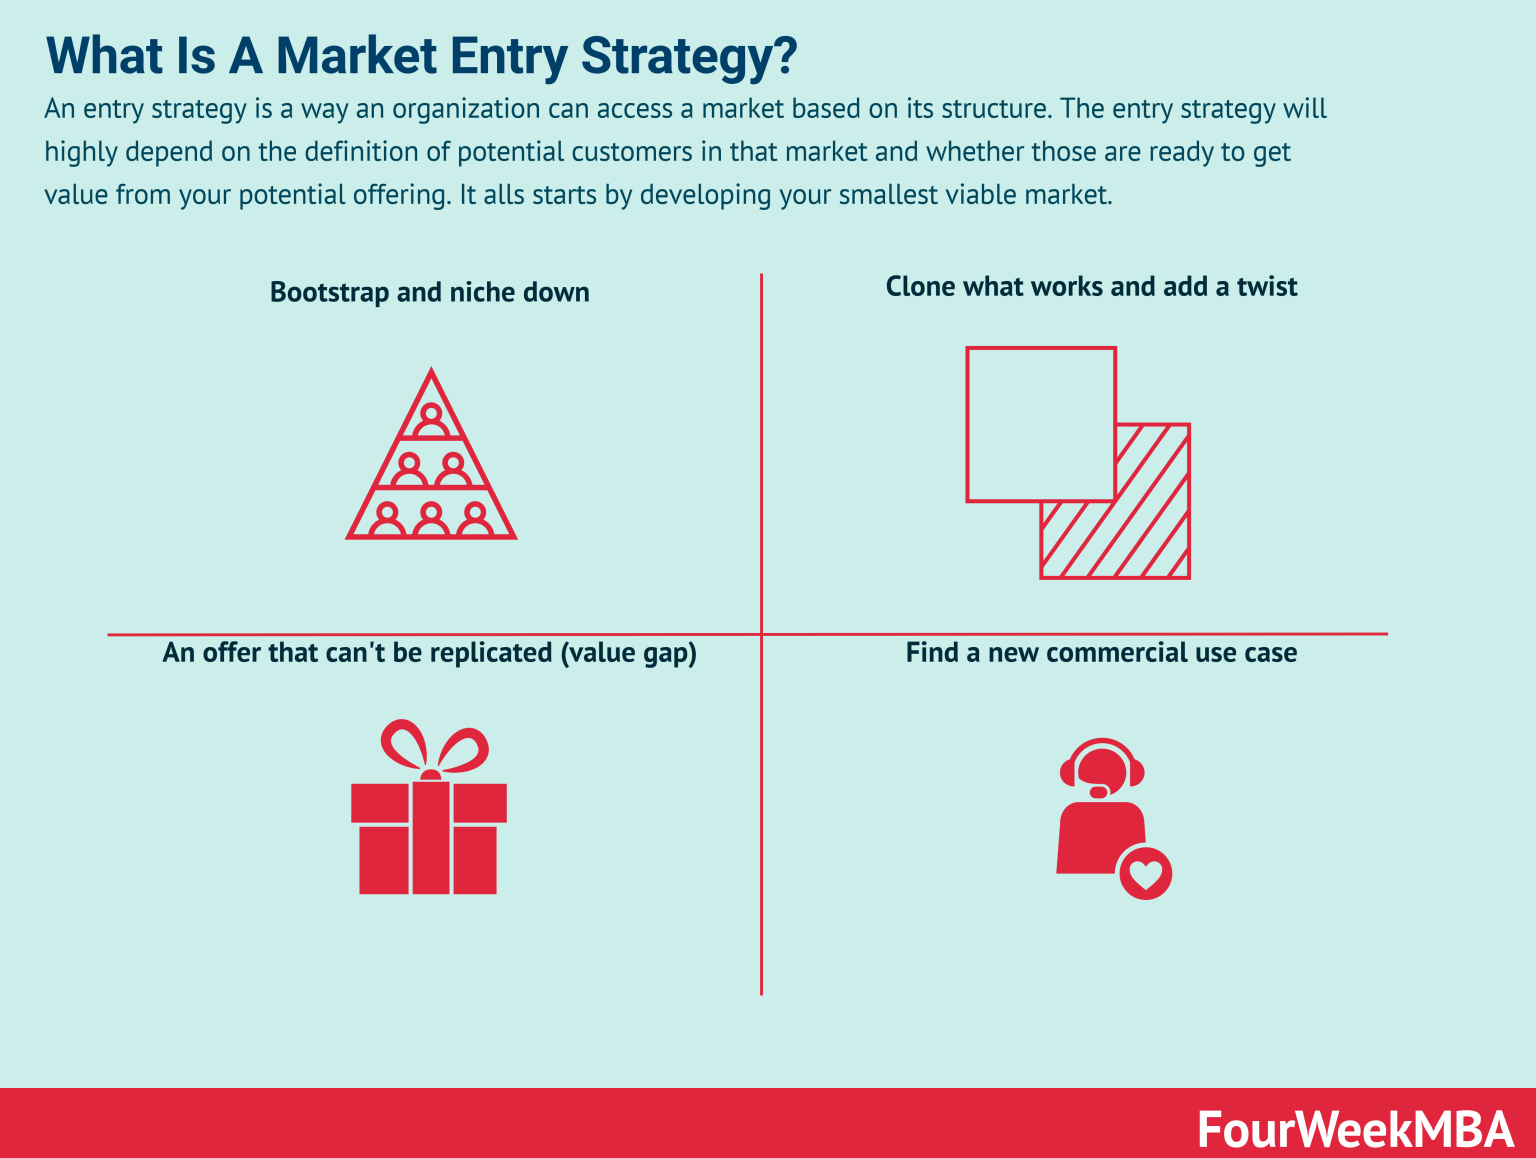 What Is A Market Entry Strategy?
An entry strategy is a way an organization can access a market based on its structure. The entry strategy will
highly depend on the definition of potential customers in that market and whether those are ready to get
value from your potential offering. It alls starts by developing your smallest viable market.
Bootstrap and niche down
Clone what works and add a twist
An offer that can't be replicated (value gap)
Find a new commercial use case
FourWeekMBA